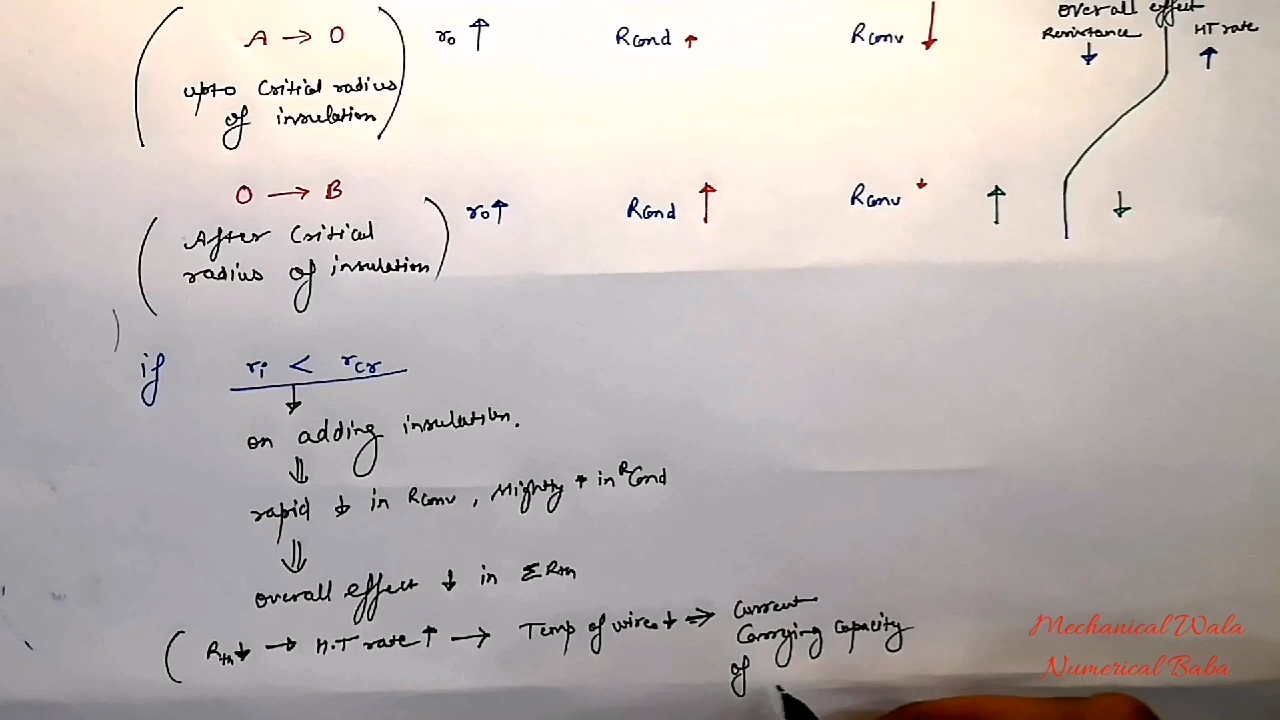 overall effect
A → O r₀ ↑ Rcond ↑ Rconv ↓ Resistance ↓ HT rate ↑
upto Critical radius
of insulation
O → B r₀ ↑ Rcond ↑ Rconv ↓ ↑ ↓
After Critical
radius of insulation
if ri < rcr
↓
on adding insulation.
⇓
rapid ↓ in Rconv, slightly ↑ in Rcond
⇓
overall effect ↓ in ΣRth
(Rth↓ → H.T rate ↑ → Temp of wire ↓ ⇒ Current
Carrying Capacity
of
Mechanical Wala
Numerical Baba